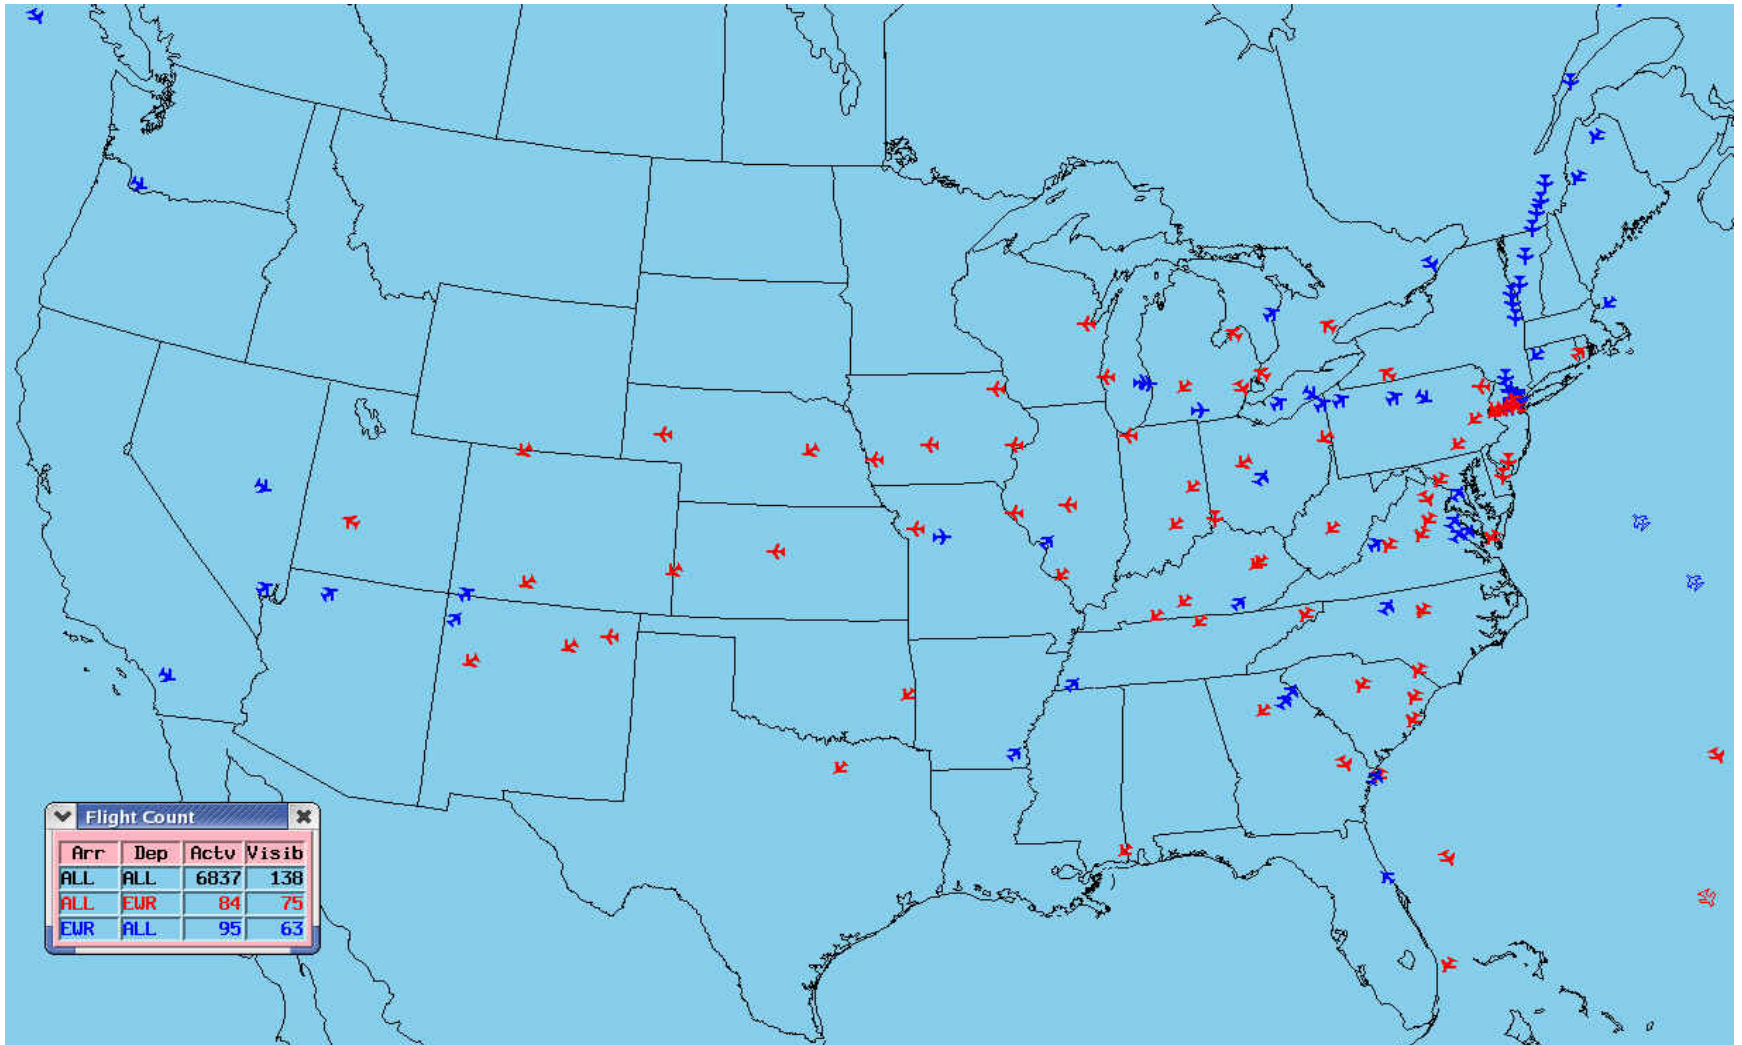 Flight Count
Arr Dep Actv Visib
ALL ALL 6837 138
ALL EWR 84 75
EWR ALL 95 63